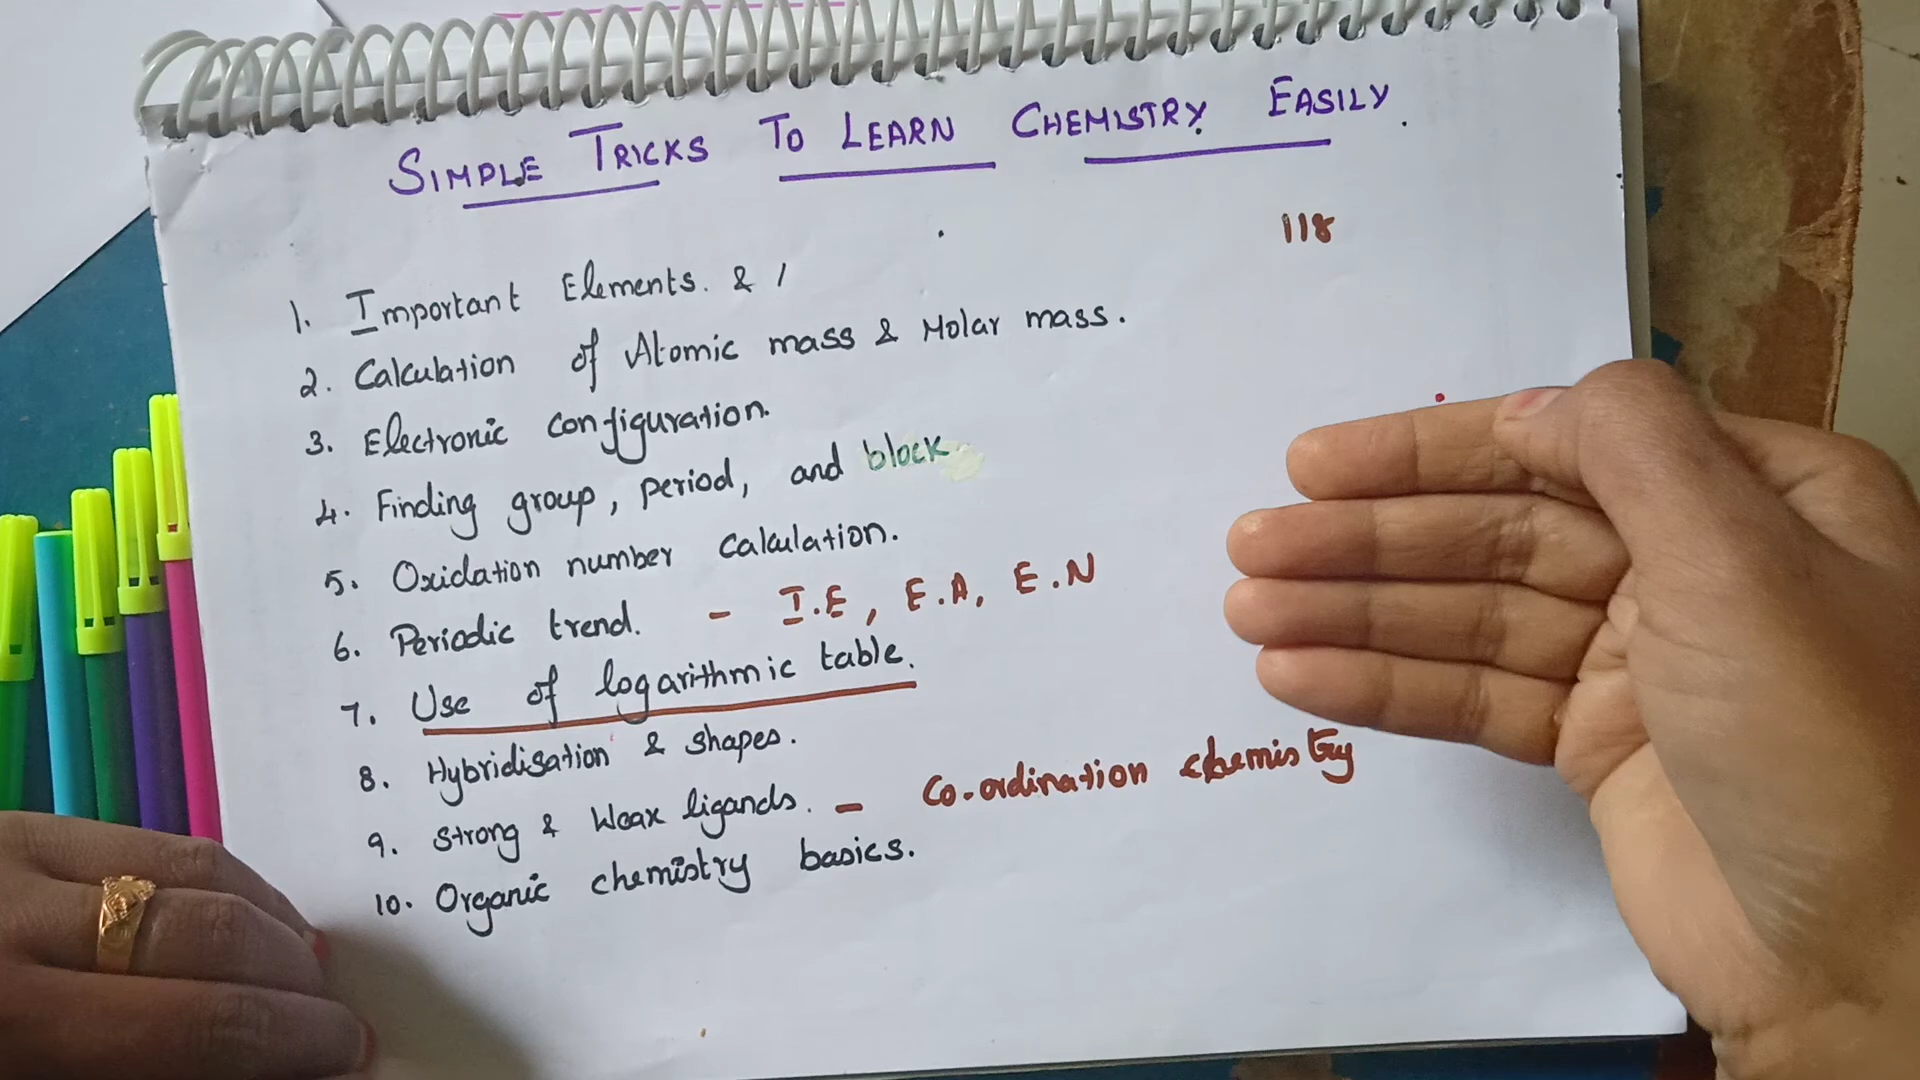 SIMPLE TRICKS TO LEARN CHEMISTRY EASILY.
118
1. Important Elements. & /
2. Calculation of Atomic mass & Molar mass.
3. Electronic configuration.
4. Finding group, period, and block
5. Oxidation number calculation.
6. Periodic trend. - I.E, E.A, E.N
7. Use of logarithmic table.
8. Hybridisation & shapes.
9. Strong & Weak ligands. - Co-ordination chemistry
10. Organic chemistry basics.